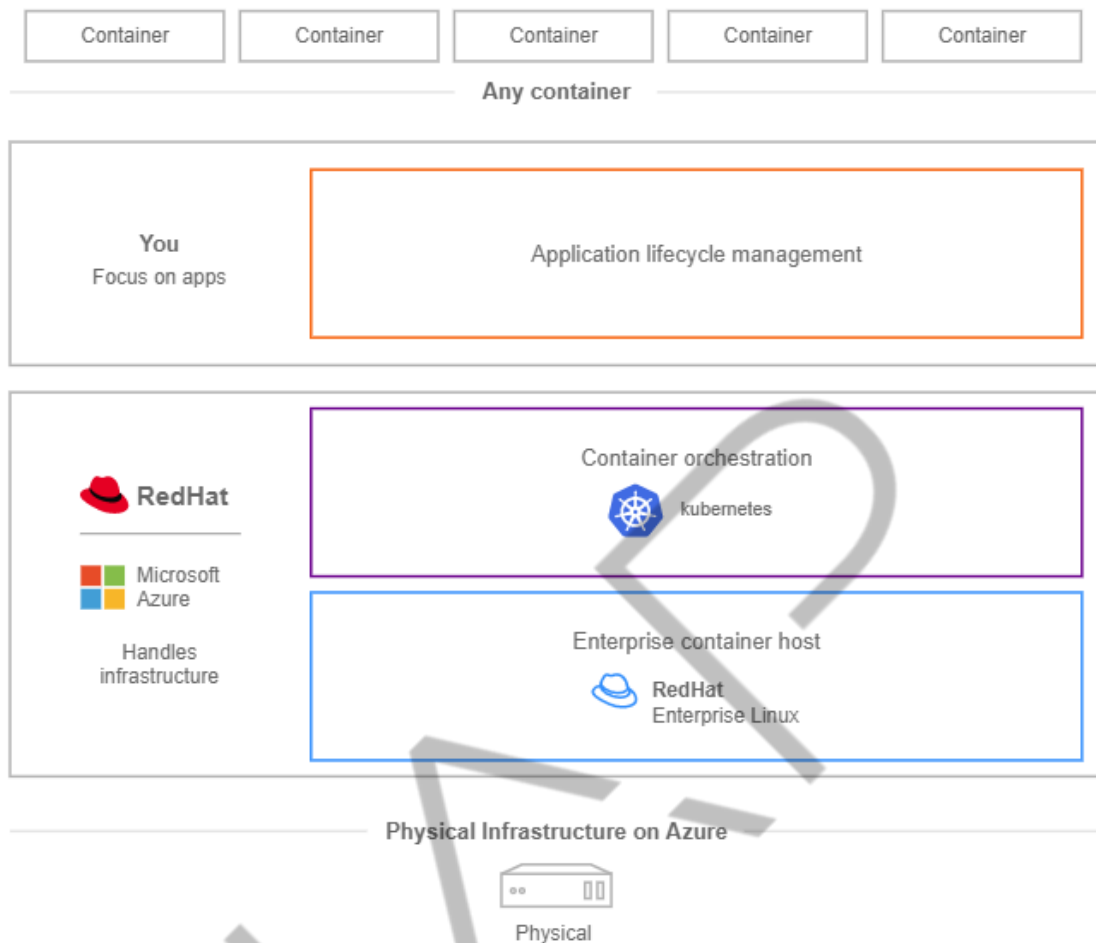 Container
Container
Container
Container
Container
Any container
You
Focus on apps
Application lifecycle management
RedHat
Microsoft
Azure
Handles
infrastructure
Container orchestration
kubernetes
Enterprise container host
RedHat
Enterprise Linux
Physical Infrastructure on Azure
Physical